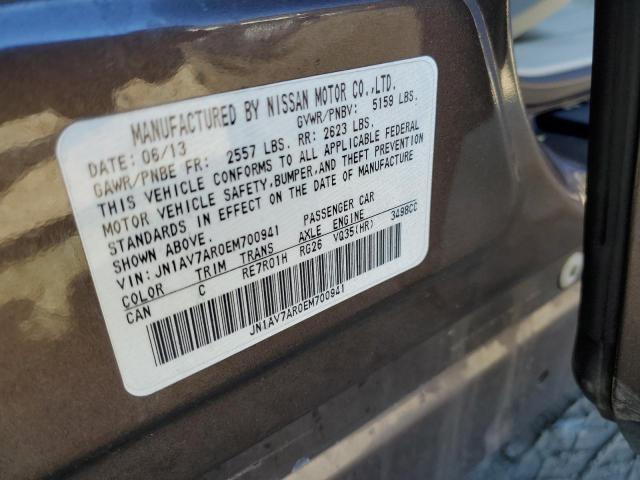 MANUFACTURED BY NISSAN MOTOR CO.,LTD.
DATE: 06/13 GVWR/PNBV: 5159 LBS.
GAWR/PNBE FR: 2557 LBS. RR: 2623 LBS.
THIS VEHICLE CONFORMS TO ALL APPLICABLE FEDERAL
MOTOR VEHICLE SAFETY, BUMPER, AND THEFT PREVENTION
STANDARDS IN EFFECT ON THE DATE OF MANUFACTURE
SHOWN ABOVE.
VIN: JN1AV7AR0EM700941 PASSENGER CAR
COLOR TRIM TRANS AXLE ENGINE
CAN C RE7R01H RG26 VQ35(HR) 3498CC
JN1AV7AR0EM700941